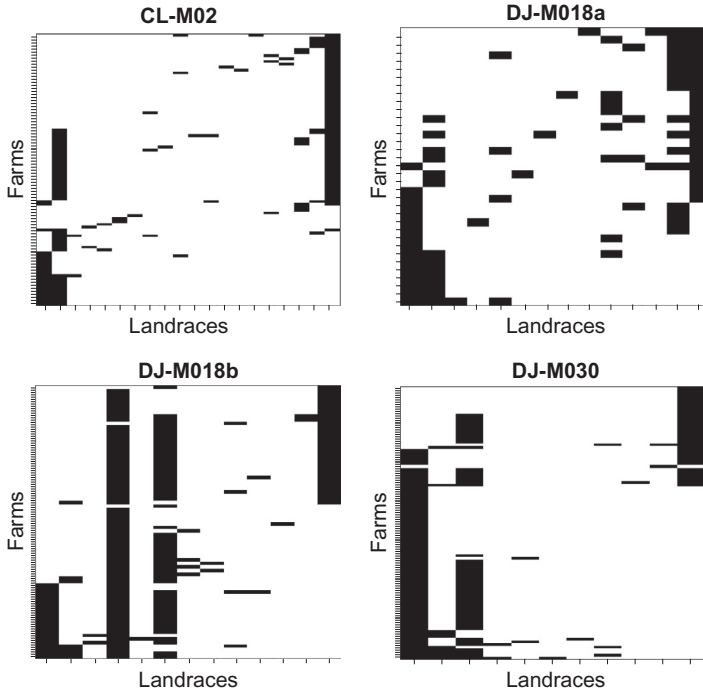 CL-M02
DJ-M018a
Farms
Farms
Landraces
Landraces
DJ-M018b
DJ-M030
Farms
Farms
Landraces
Landraces